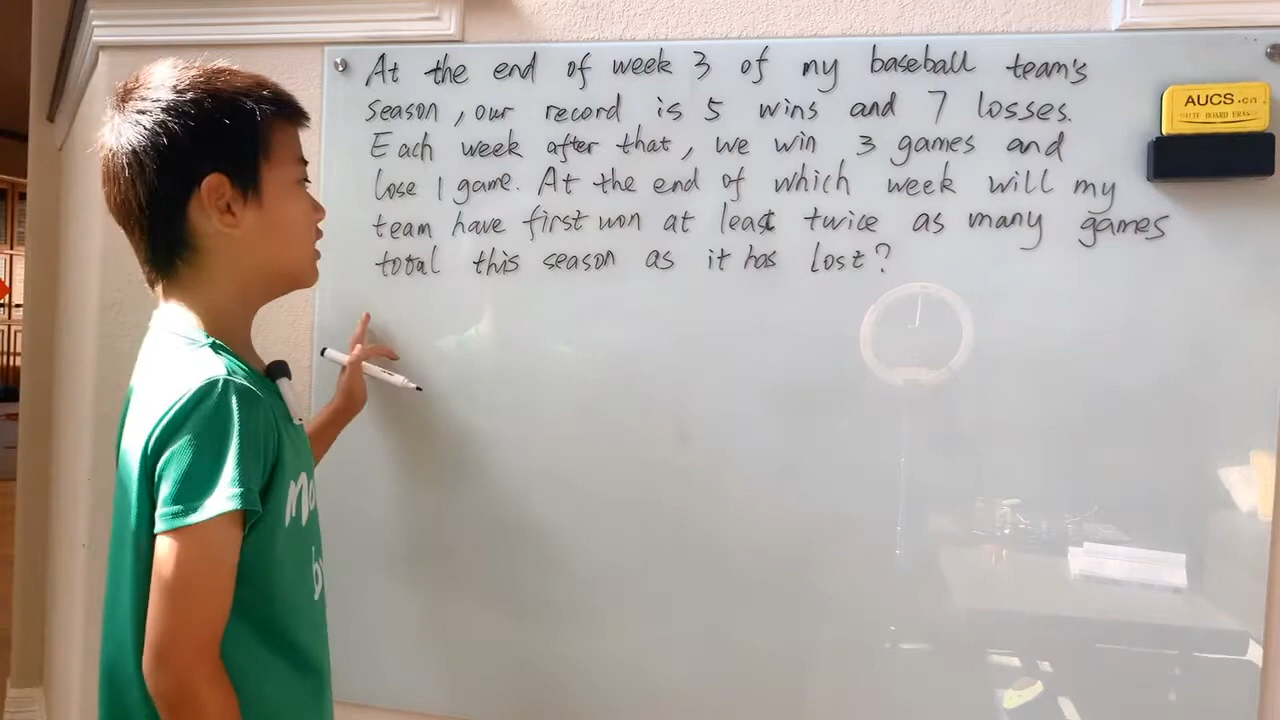 At the end of week 3 of my baseball team's
season, our record is 5 wins and 7 losses.
Each week after that, we win 3 games and
lose 1 game. At the end of which week will my
team have first won at least twice as many games
total this season as it has lost?
AUCS.cn